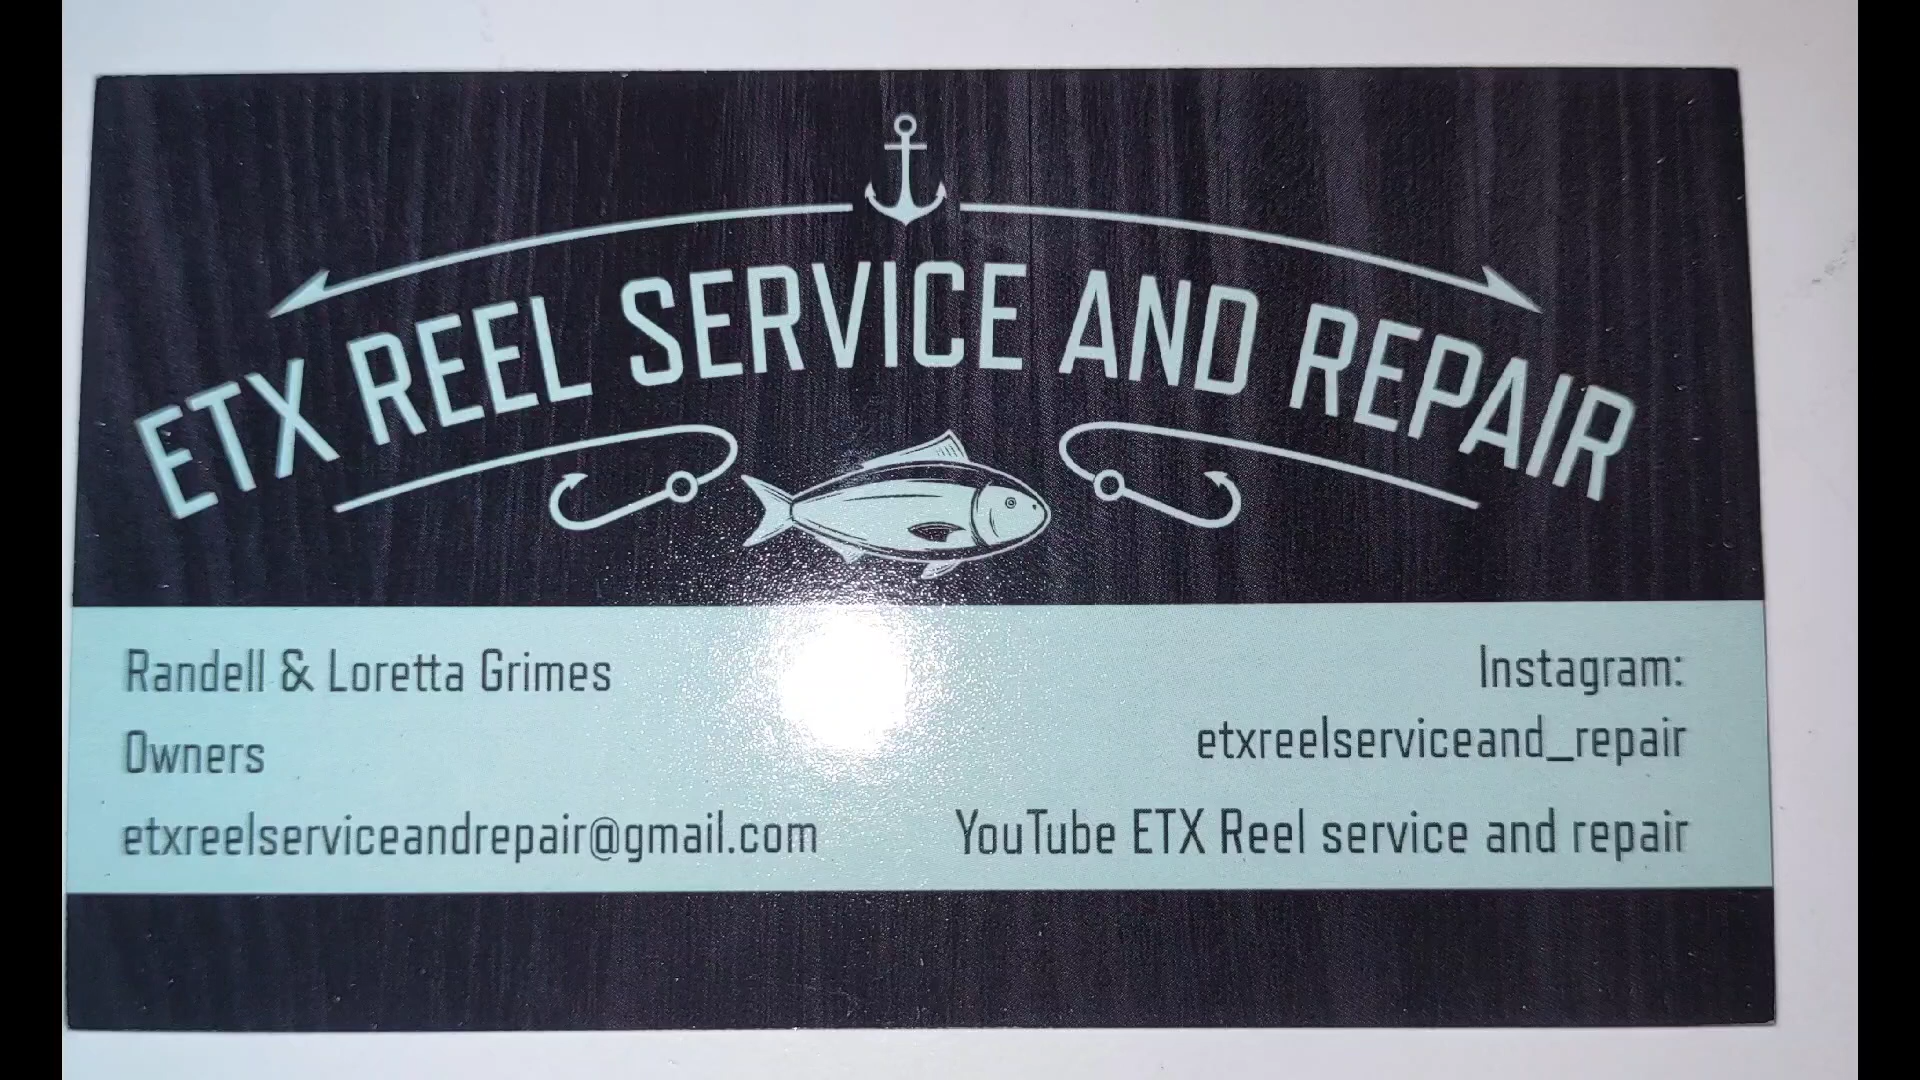 ETX REEL SERVICE AND REPAIR
Randell & Loretta Grimes
Owners
etxreelserviceandrepair@gmail.com
Instagram:
etxreelserviceand_repair
YouTube ETX Reel service and repair